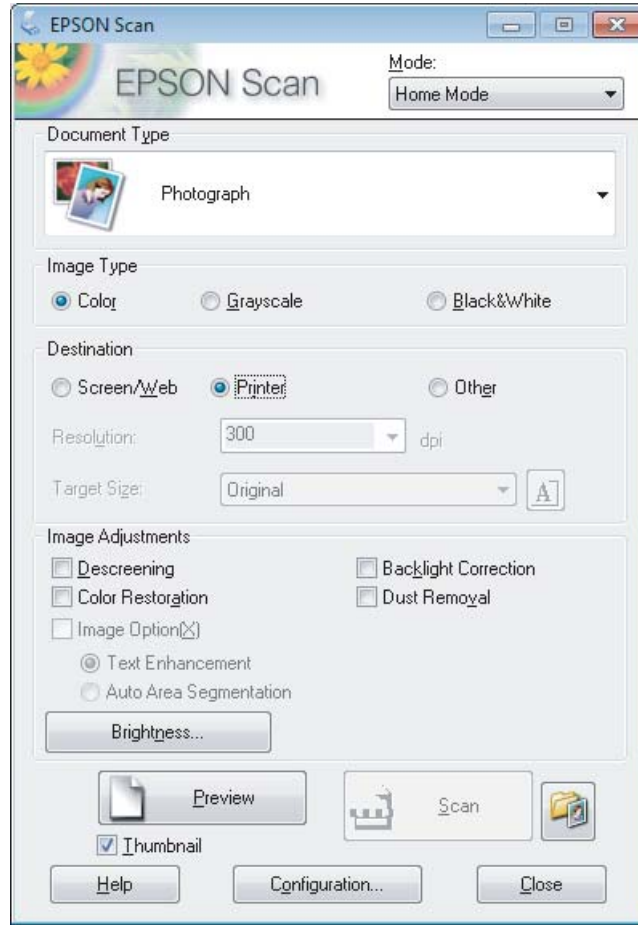 EPSON Scan
EPSON Scan
Mode:
Home Mode
Document Type
Photograph
Image Type
Color Grayscale Black&White
Destination
Screen/Web Printer Other
Resolution: 300 dpi
Target Size: Original A
Image Adjustments
Descreening Backlight Correction
Color Restoration Dust Removal
Image Option(X)
Text Enhancement
Auto Area Segmentation
Brightness...
Preview Scan
Thumbnail
Help Configuration... Close